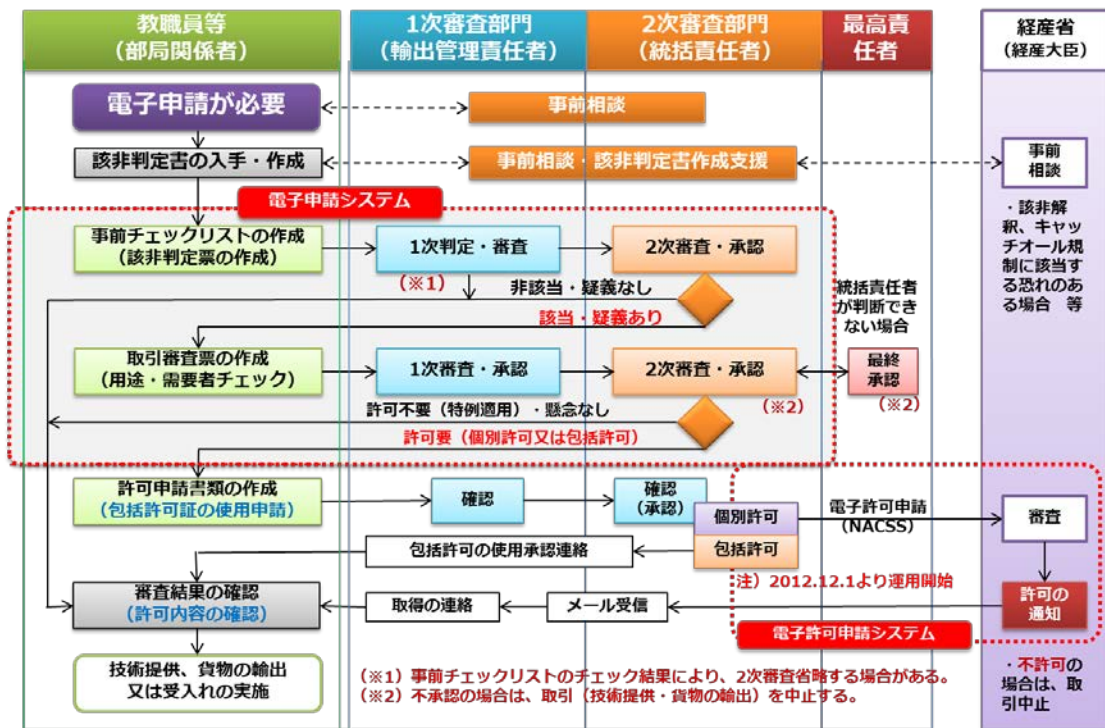 教職員等
(部局関係者)
1次審査部門
(輸出管理責任者)
2次審査部門
(統括責任者)
最高責
任者
経産省
(経産大臣)
電子申請が必要
事前相談
該非判定書の入手・作成
事前相談・該非判定書作成支援
事前
相談
電子申請システム
・該非解
釈、キャッ
チオール規
制に該当す
る恐れのあ
る場合 等
事前チェックリストの作成
(該非判定票の作成)
1次判定・審査
2次審査・承認
(※1)
非該当・疑義なし
該当・疑義あり
統括責任者
が判断でき
ない場合
取引審査票の作成
(用途・需要者チェック)
1次審査・承認
2次審査・承認
最終
承認
(※2)
(※2)
許可不要(特例適用)・懸念なし
許可要(個別許可又は包括許可)
許可申請書類の作成
(包括許可証の使用申請)
確認
確認
(承認)
個別許可
包括許可
電子許可申請
(NACSS)
審査
包括許可の使用承認連絡
注)2012.12.1より運用開始
審査結果の確認
(許可内容の確認)
取得の連絡
メール受信
許可の
通知
電子許可申請システム
技術提供、貨物の輸出
又は受入れの実施
(※1)事前チェックリストのチェック結果により、2次審査省略する場合がある。
(※2)不承認の場合は、取引(技術提供・貨物の輸出)を中止する。
・不許可の
場合は、取
引中止